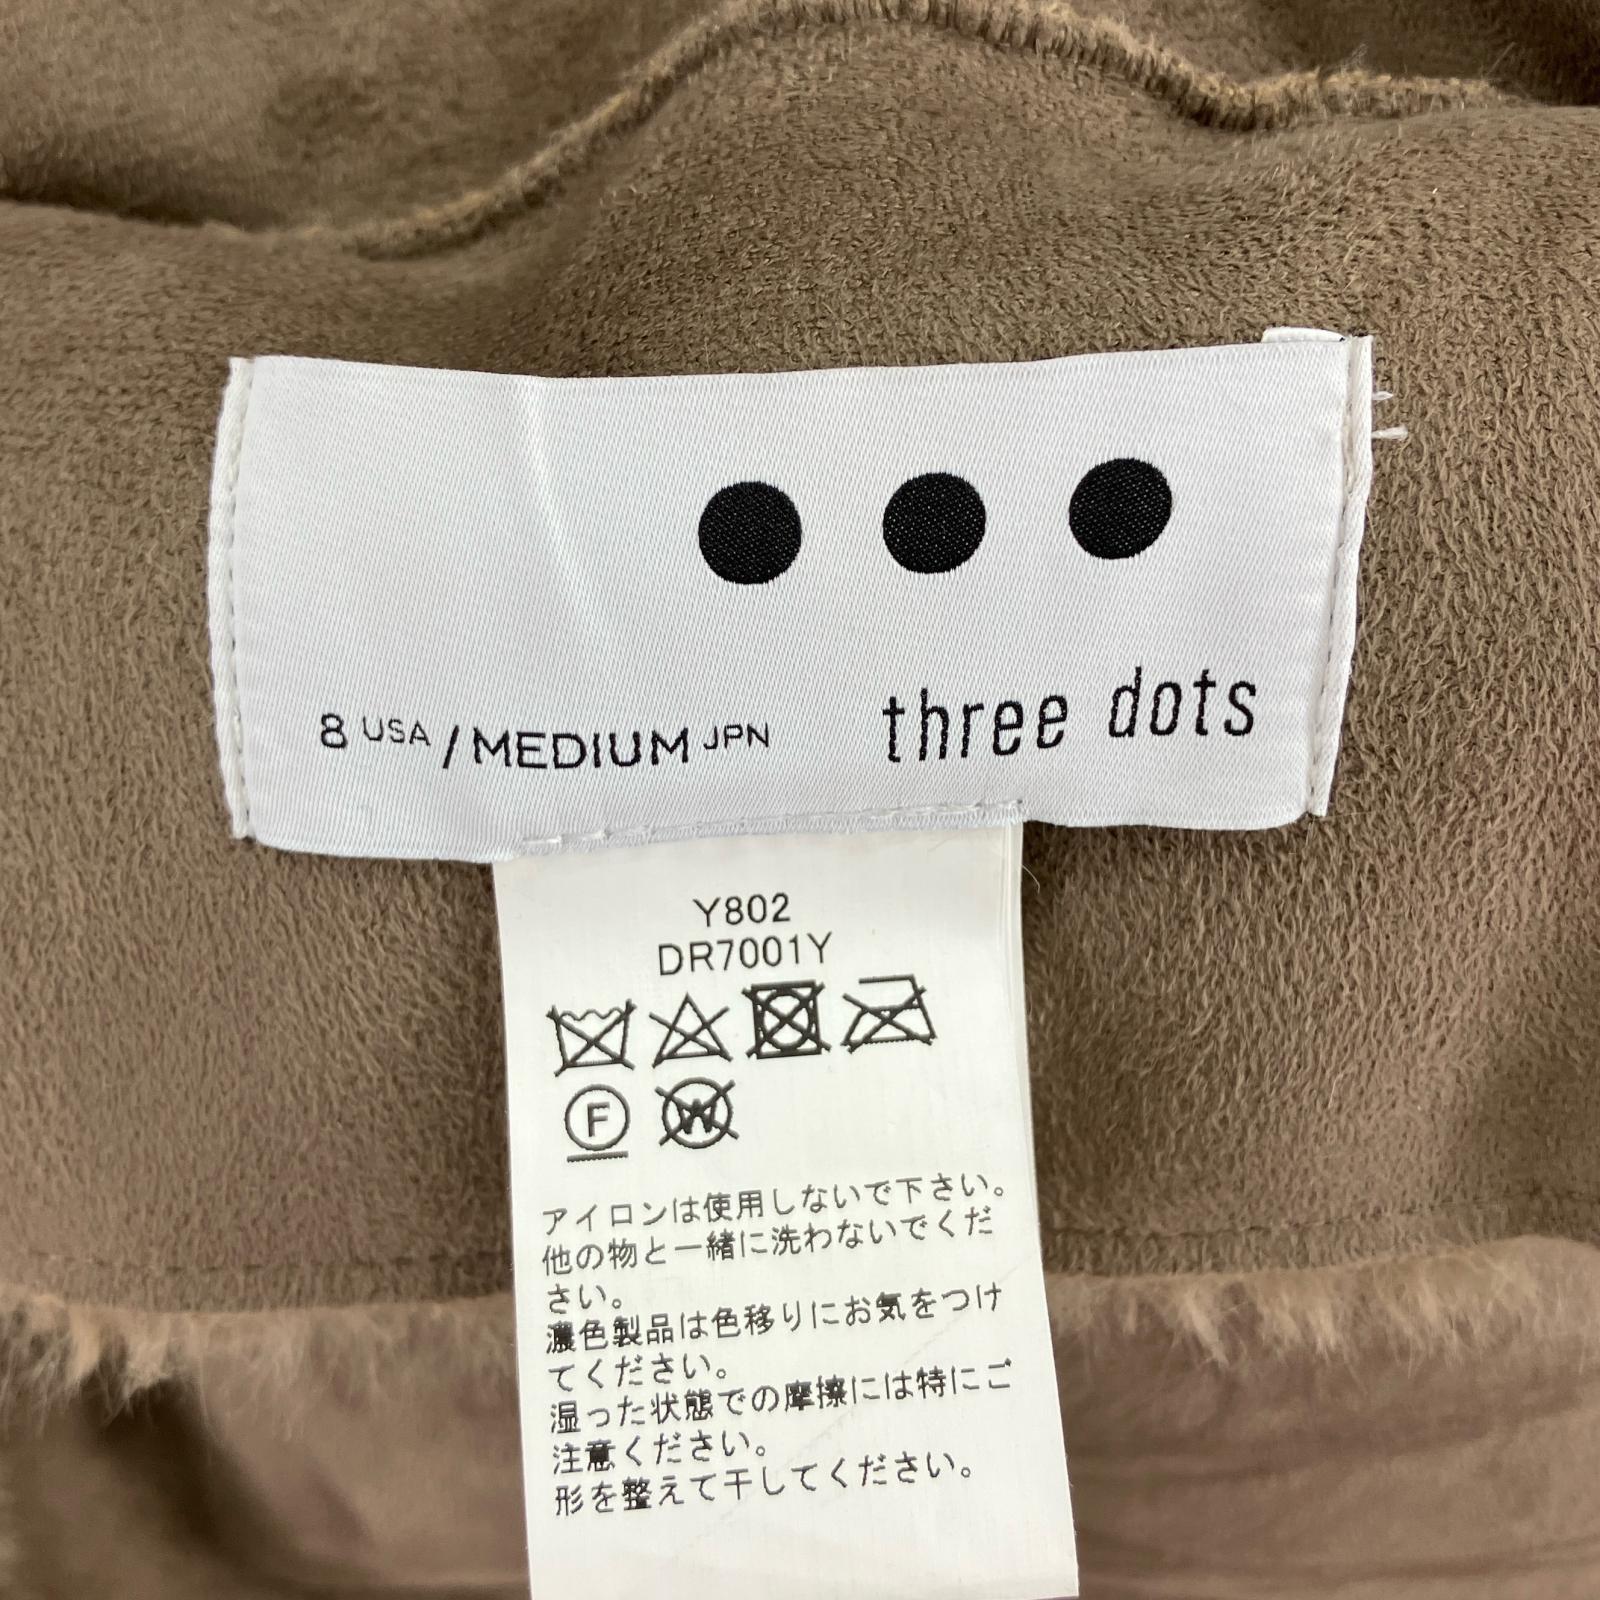 8 USA / MEDIUM JPN three dots
Y802
DR7001Y
F
W
アイロンは使用しないで下さい。
他の物と一緒に洗わないでくだ
さい。
濃色製品は色移りにお気をつけ
てください。
湿った状態での摩擦には特にご
注意ください。
形を整えて干してください。